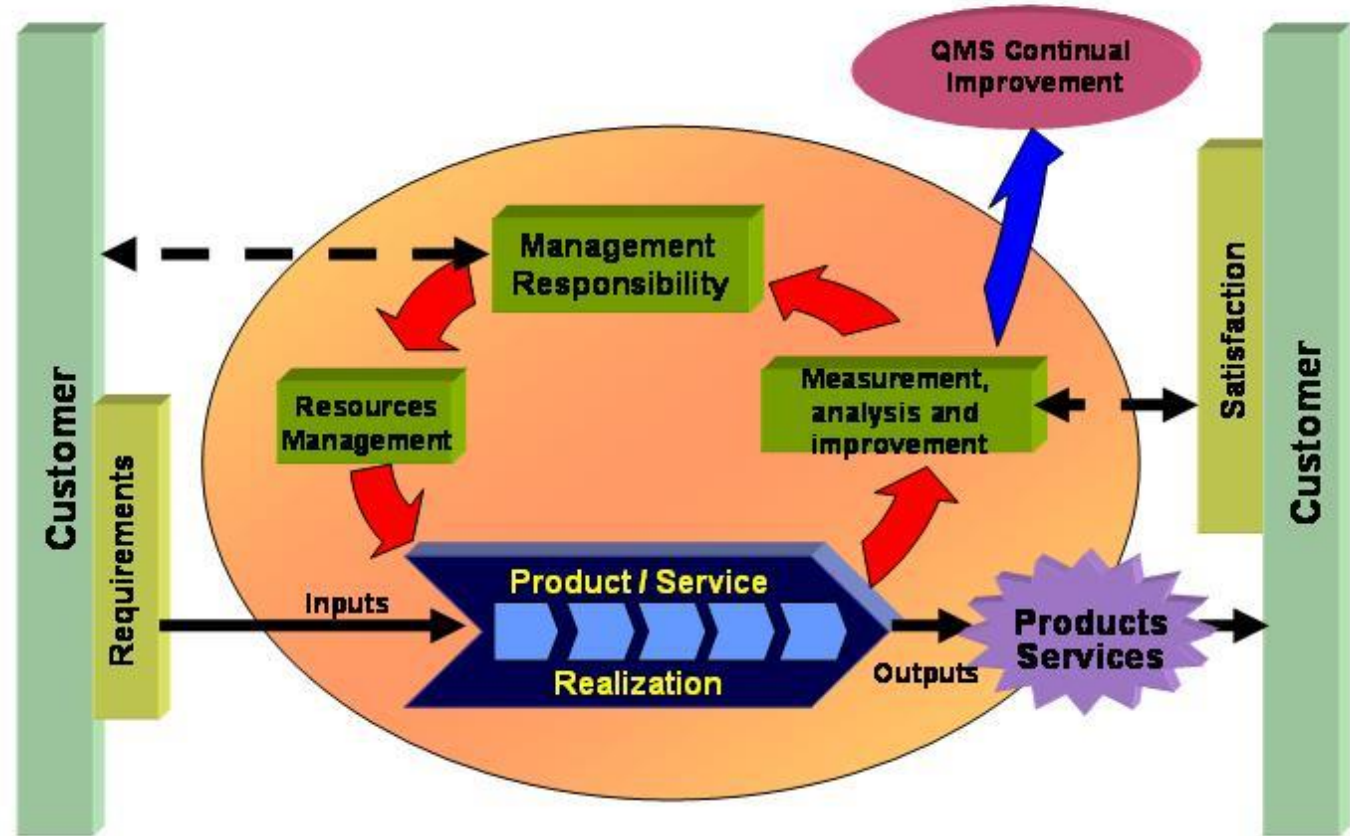 QMS Continual
Improvement
Management
Responsibility
Customer
Requirements
Resources
Management
Measurement,
analysis and
improvement
Satisfaction
Customer
Inputs
Product / Service
Realization
Outputs
Products
Services